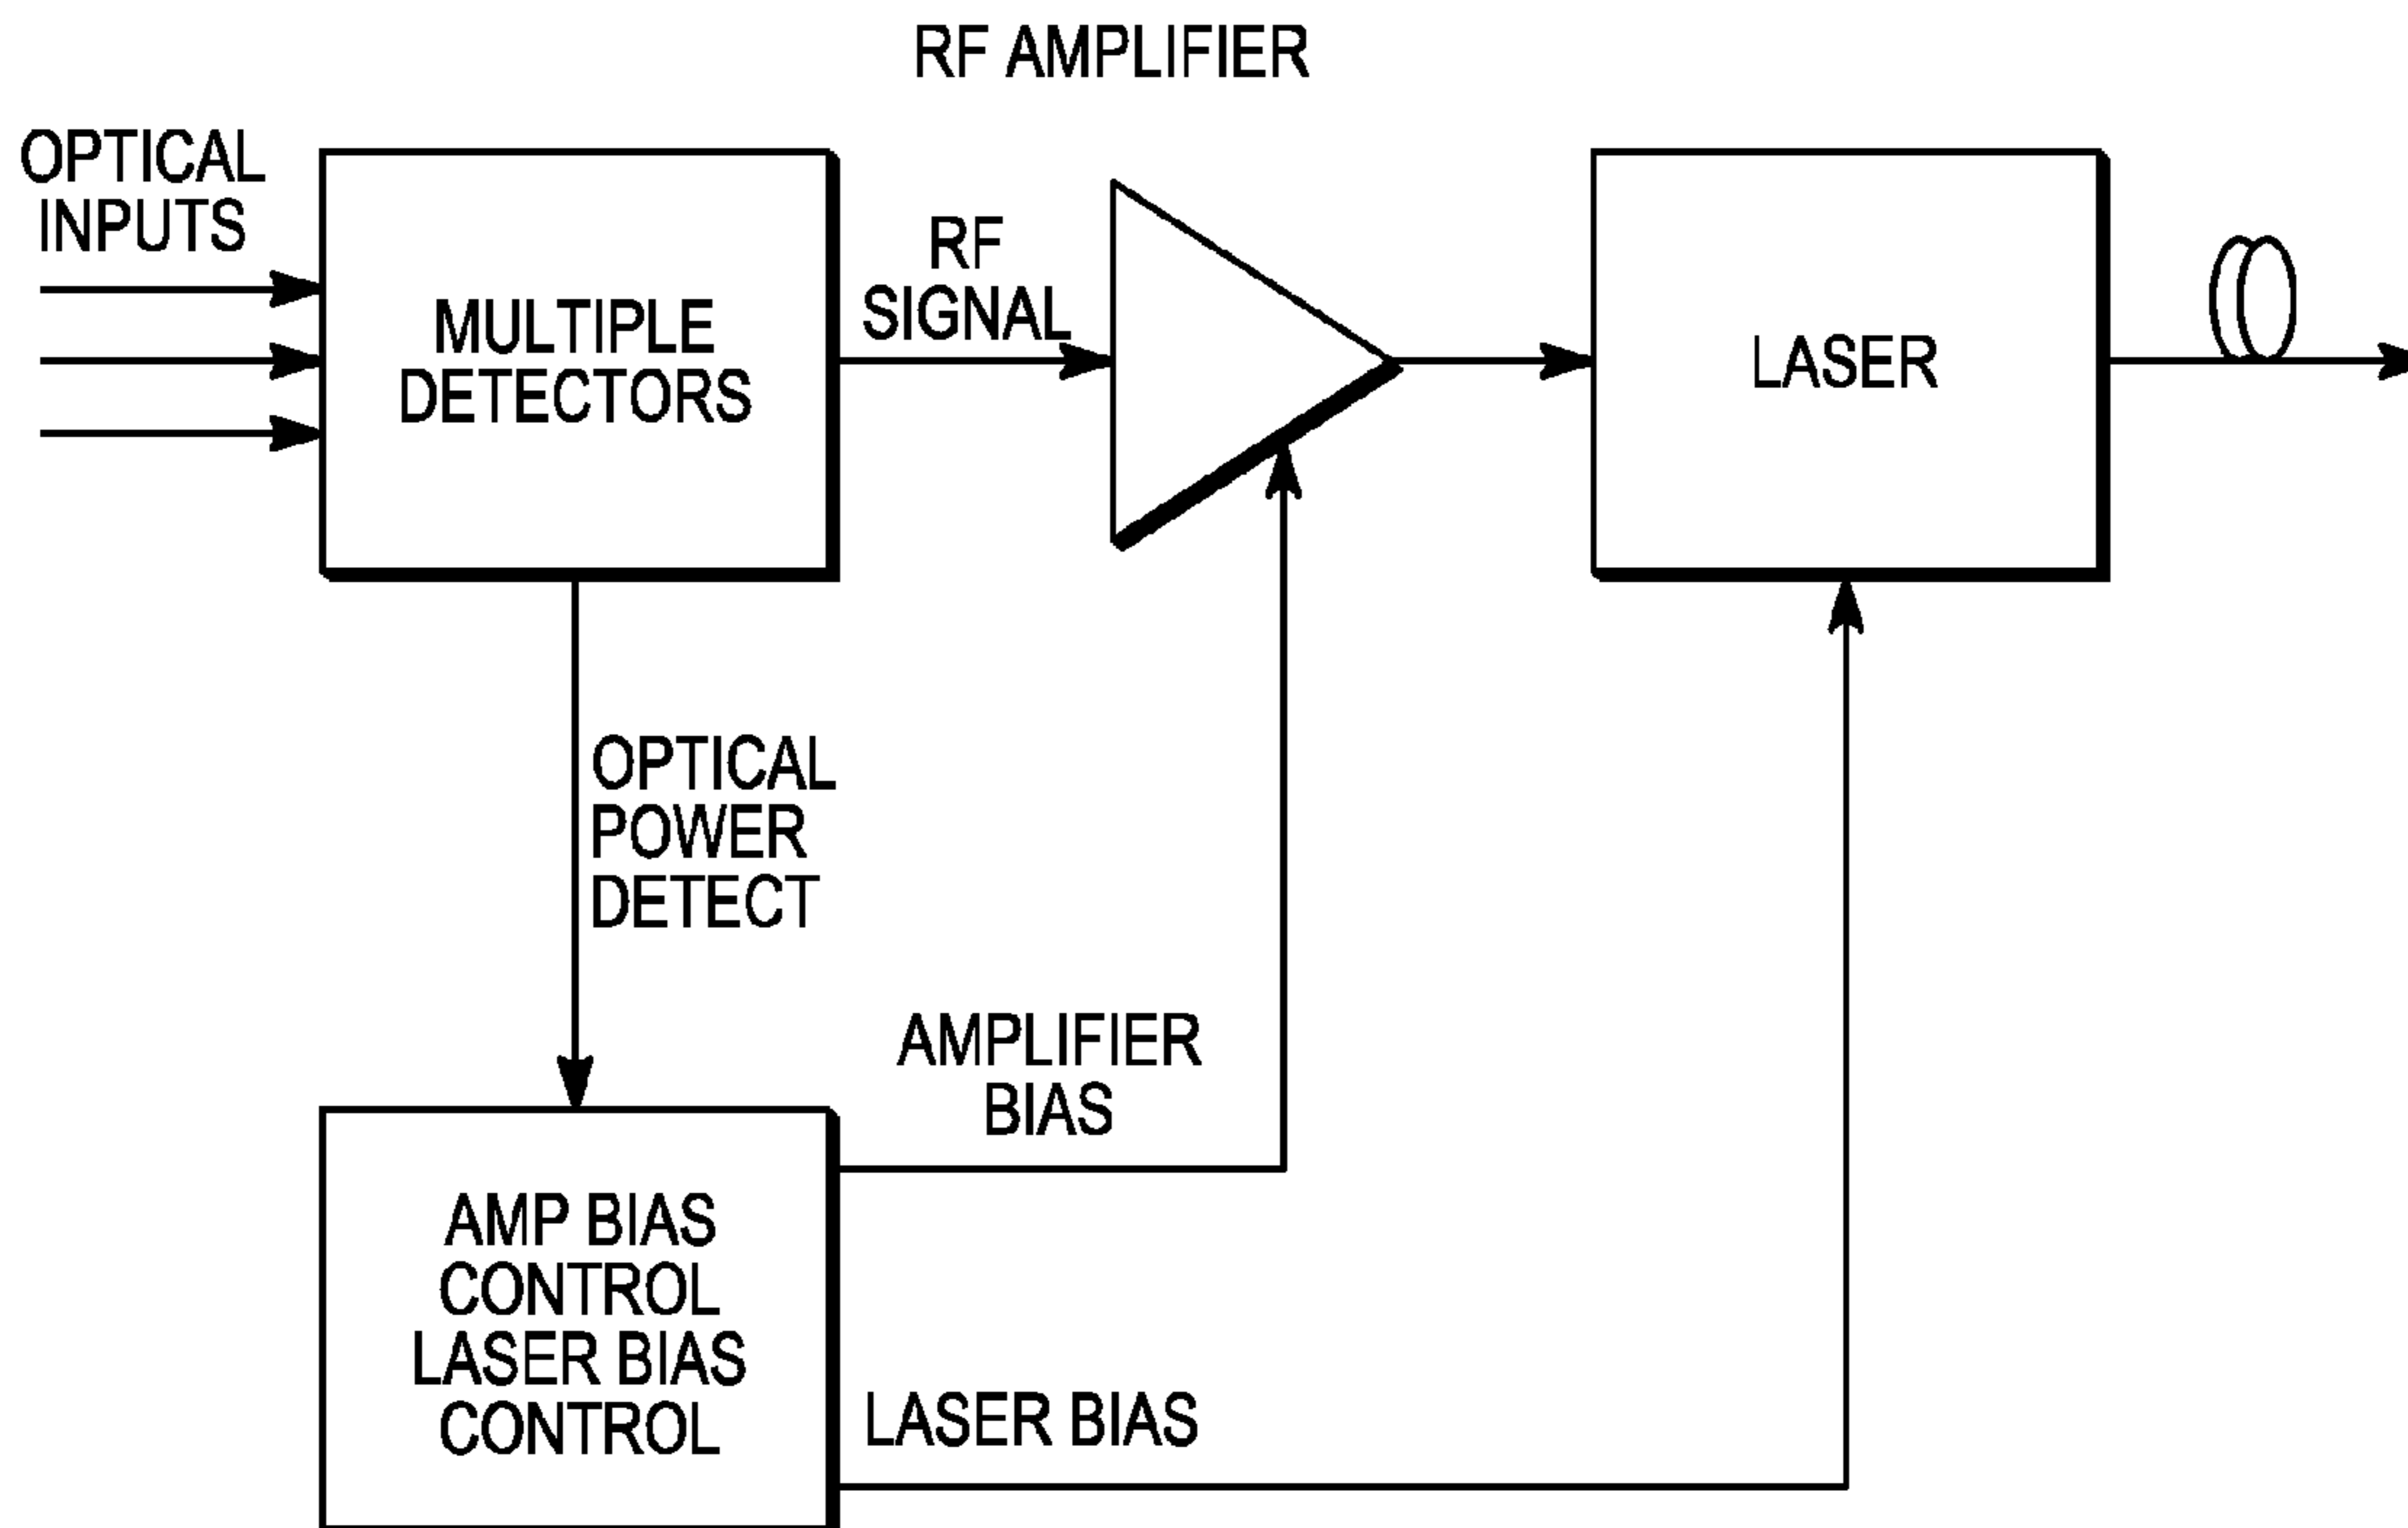 RF AMPLIFIER
OPTICAL
INPUTS
MULTIPLE
DETECTORS
RF
SIGNAL
LASER
OPTICAL
POWER
DETECT
AMPLIFIER
BIAS
AMP BIAS
CONTROL
LASER BIAS
CONTROL
LASER BIAS